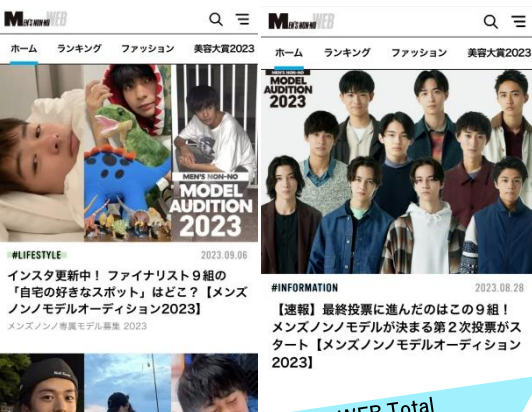 MEN'S NON-NO WEB
ホーム ランキング ファッション 美容大賞2023
MEN'S NON-NO
MODEL
AUDITION
2023
#LIFESTYLE
2023.09.06
インスタ更新中！ ファイナリスト９組の
「自宅の好きなスポット」はどこ？【メンズ
ノンノモデルオーディション2023】
メンズノンノ専属モデル募集 2023
MEN'S NON-NO WEB
ホーム ランキング ファッション 美容大賞2023
MEN'S NON-NO
MODEL
AUDITION
2023
#INFORMATION
2023.08.28
【速報】最終投票に進んだのはこの９組！
メンズノンノモデルが決まる第２次投票がス
タート【メンズノンノモデルオーディション
2023】
WEB Total